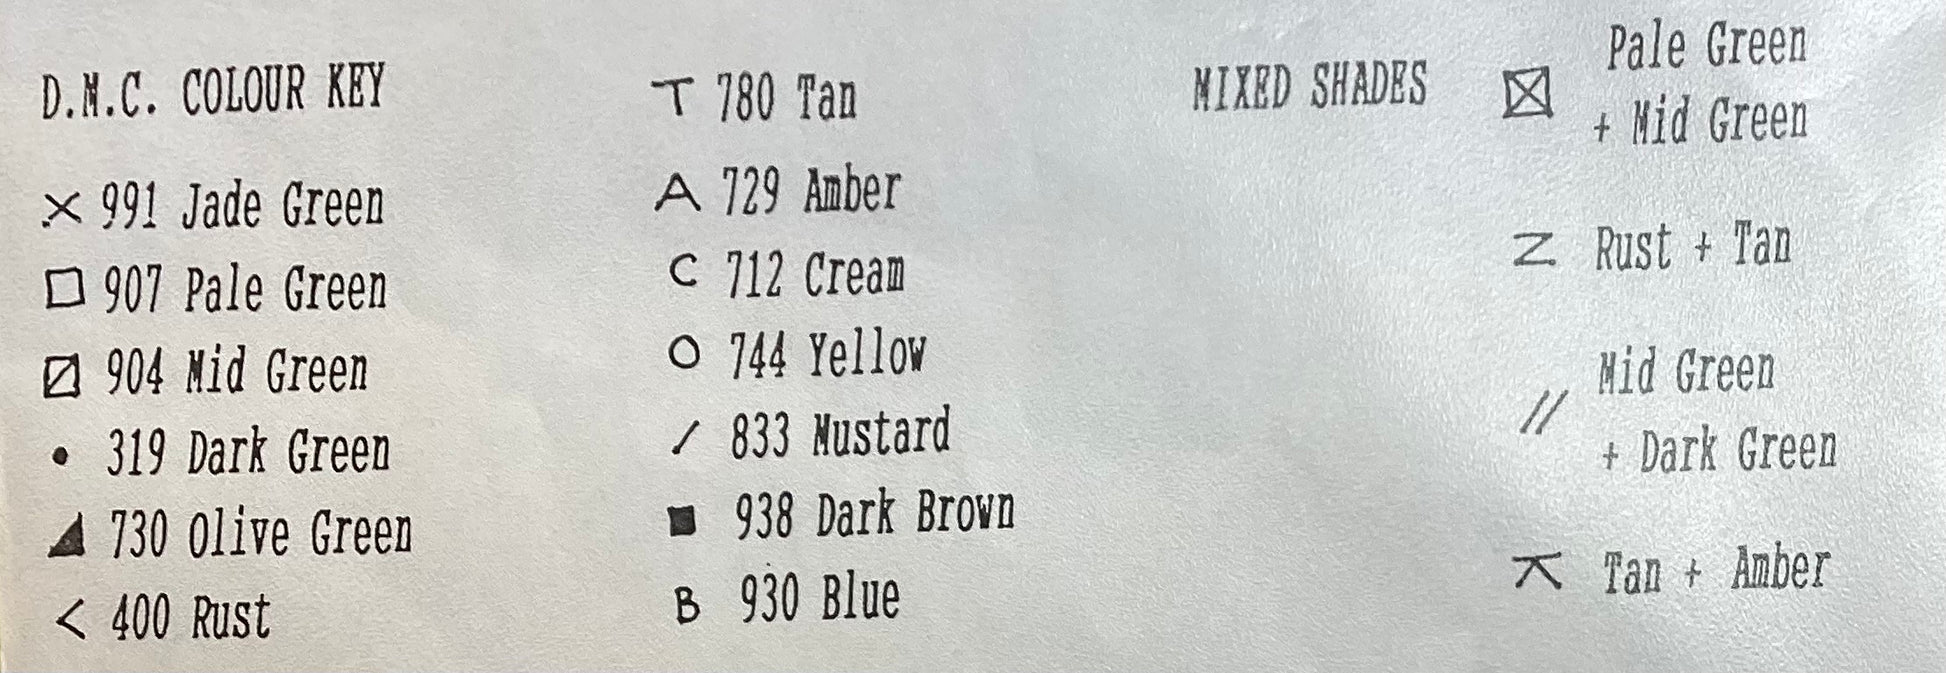 D.M.C. COLOUR KEY
X 991 Jade Green
□ 907 Pale Green
⧄ 904 Mid Green
• 319 Dark Green
◢ 730 Olive Green
< 400 Rust
T 780 Tan
A 729 Amber
C 712 Cream
O 744 Yellow
/ 833 Mustard
■ 938 Dark Brown
B 930 Blue
MIXED SHADES
⊠ Pale Green
+ Mid Green
Z Rust + Tan
// Mid Green
+ Dark Green
⊼ Tan + Amber